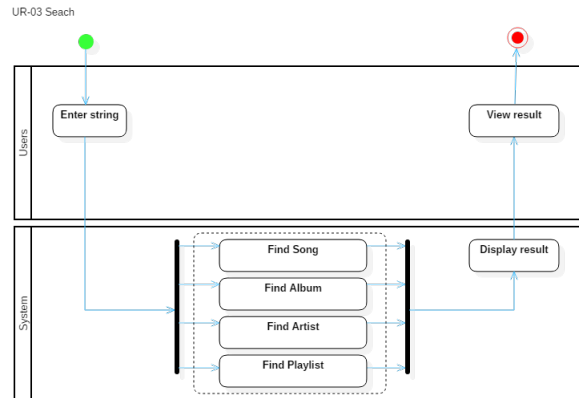 UR-03 Seach
Users
Enter string
View result
System
Find Song
Find Album
Find Artist
Find Playlist
Display result